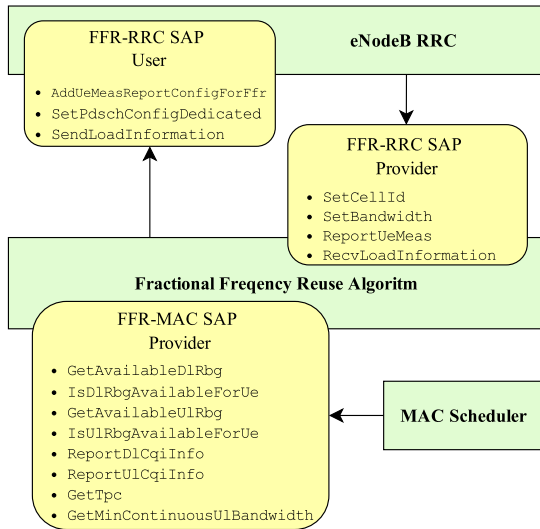 FFR-RRC SAP
User
• AddUeMeasReportConfigForFfr
• SetPdschConfigDedicated
• SendLoadInformation
eNodeB RRC
FFR-RRC SAP
Provider
• SetCellId
• SetBandwidth
• ReportUeMeas
• RecvLoadInformation
Fractional Freqency Reuse Algoritm
FFR-MAC SAP
Provider
• GetAvailableDlRbg
• IsDlRbgAvailableForUe
• GetAvailableUlRbg
• IsUlRbgAvailableForUe
• ReportDlCqiInfo
• ReportUlCqiInfo
• GetTpc
• GetMinContinuousUlBandwidth
MAC Scheduler